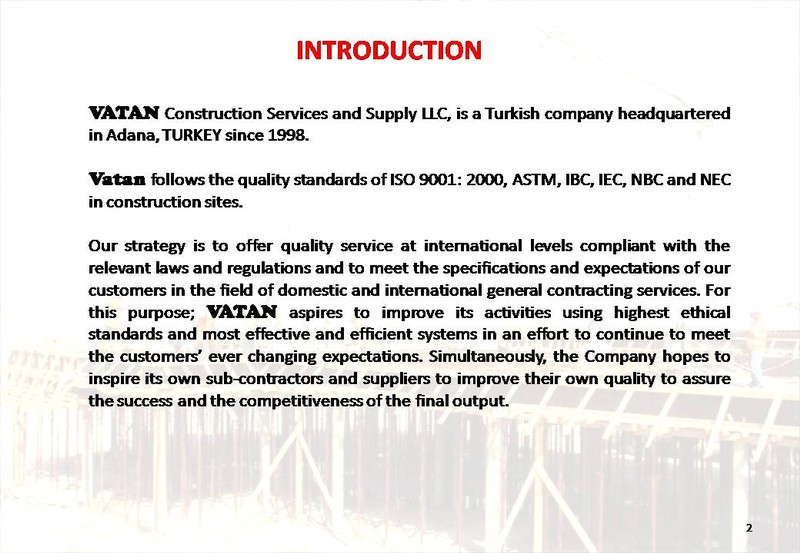 INTRODUCTION
VATAN Construction Services and Supply LLC, is a Turkish company headquartered
in Adana, TURKEY since 1998.
Vatan follows the quality standards of ISO 9001: 2000, ASTM, IBC, IEC, NBC and NEC
in construction sites.
Our strategy is to offer quality service at international levels compliant with the
relevant laws and regulations and to meet the specifications and expectations of our
customers in the field of domestic and international general contracting services. For
this purpose; VATAN aspires to improve its activities using highest ethical
standards and most effective and efficient systems in an effort to continue to meet
the customers’ ever changing expectations. Simultaneously, the Company hopes to
inspire its own sub-contractors and suppliers to improve their own quality to assure
the success and the competitiveness of the final output.
2